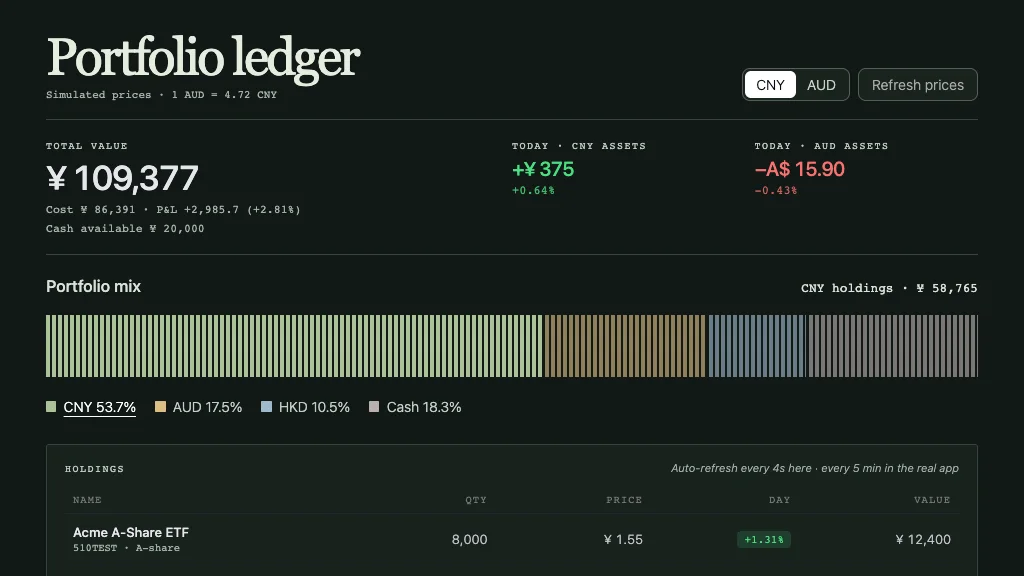 Portfolio ledger
Simulated prices · 1 AUD = 4.72 CNY
CNY AUD Refresh prices
TOTAL VALUE
¥ 109,377
Cost ¥ 86,391 · P&L +2,985.7 (+2.81%)
Cash available ¥ 20,000
TODAY · CNY ASSETS
+¥ 375
+0.64%
TODAY · AUD ASSETS
−A$ 15.90
−0.43%
Portfolio mix
CNY holdings · ¥ 58,765
CNY 53.7% AUD 17.5% HKD 10.5% Cash 18.3%
HOLDINGS
Auto-refresh every 4s here · every 5 min in the real app
NAME QTY PRICE DAY VALUE
Acme A-Share ETF 8,000 ¥ 1.55 +1.31% ¥ 12,400
510TEST · A-share